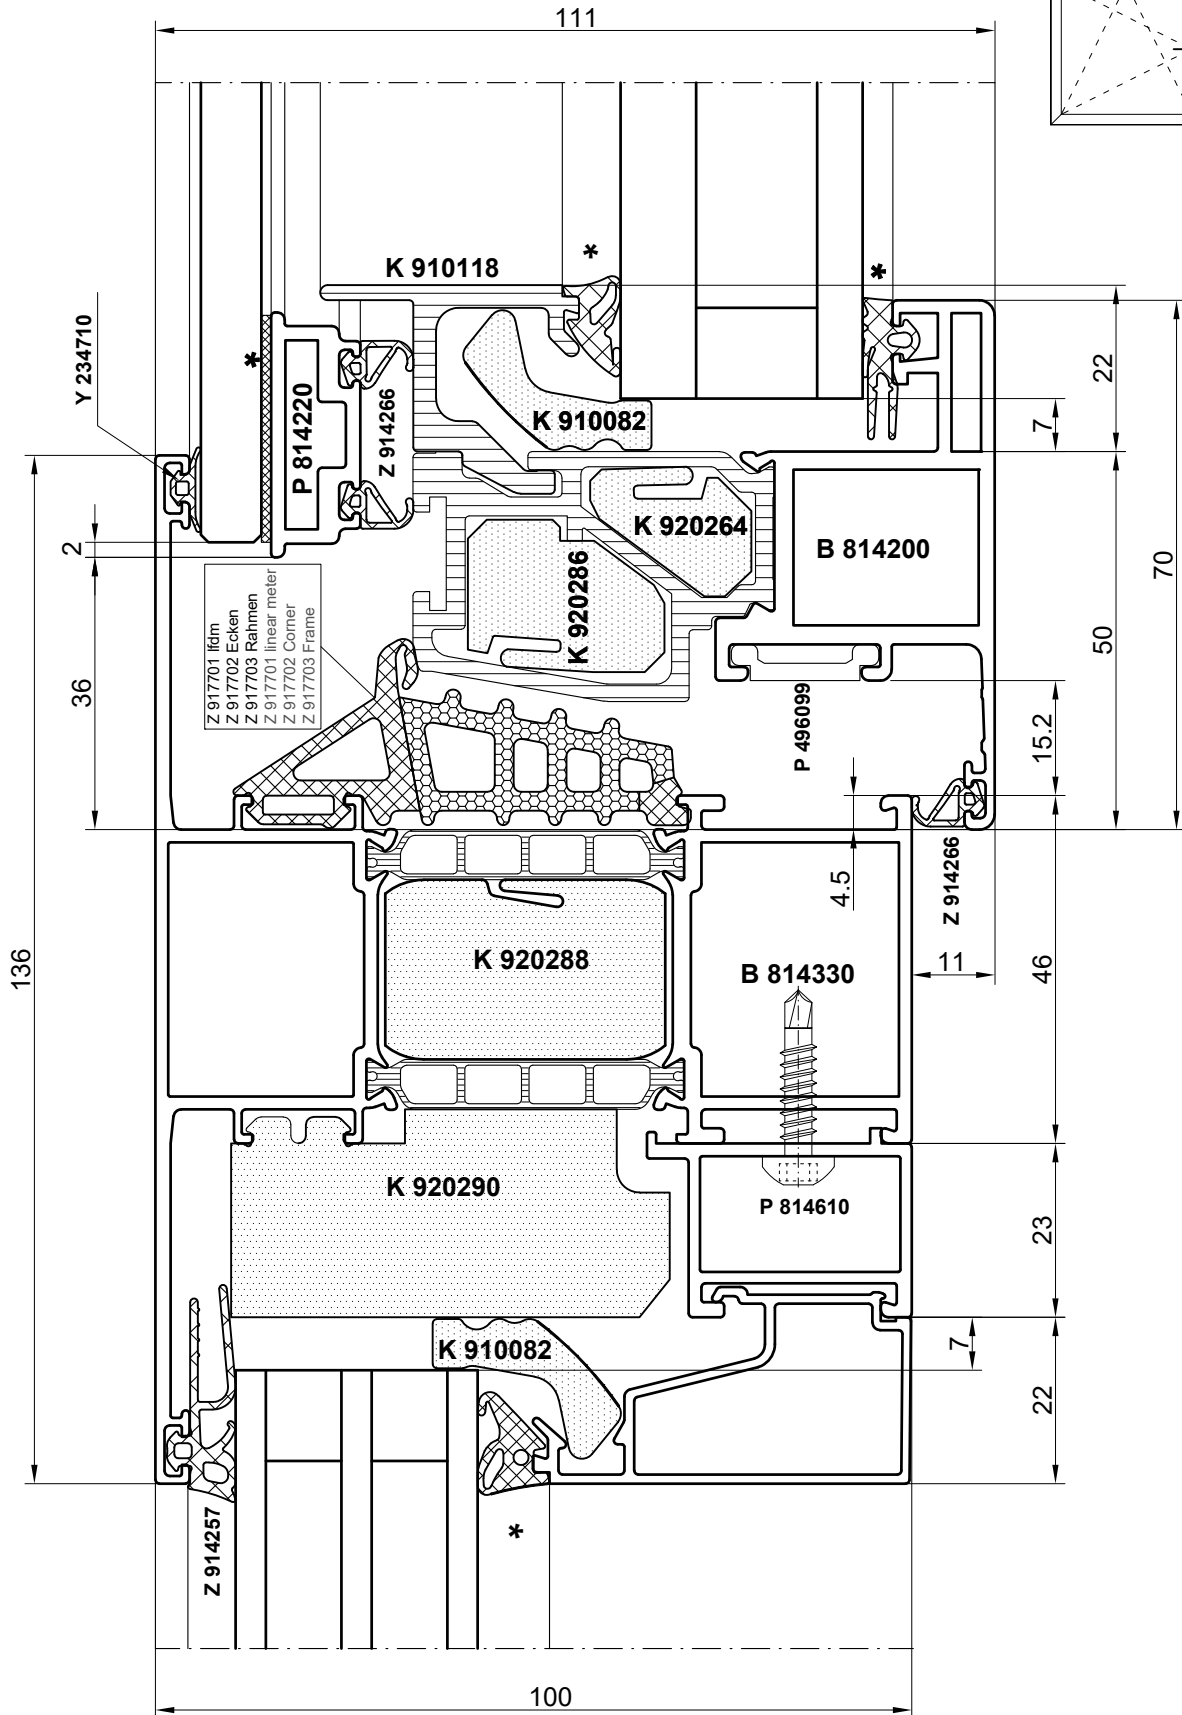 111
*
*
K 910118
Y 234710
*
P 814220
Z 914266
K 910082
22
7
K 920264
B 814200
70
2
K 920286
50
Z 917701 lfdm
Z 917702 Ecken
Z 917703 Rahmen
Z 917701 linear meter
Z 917702 Corner
Z 917703 Frame
36
P 496099
15.2
4.5
Z 914266
136
K 920288
B 814330
11
46
K 920290
P 814610
23
K 910082
7
22
Z 914257
*
100